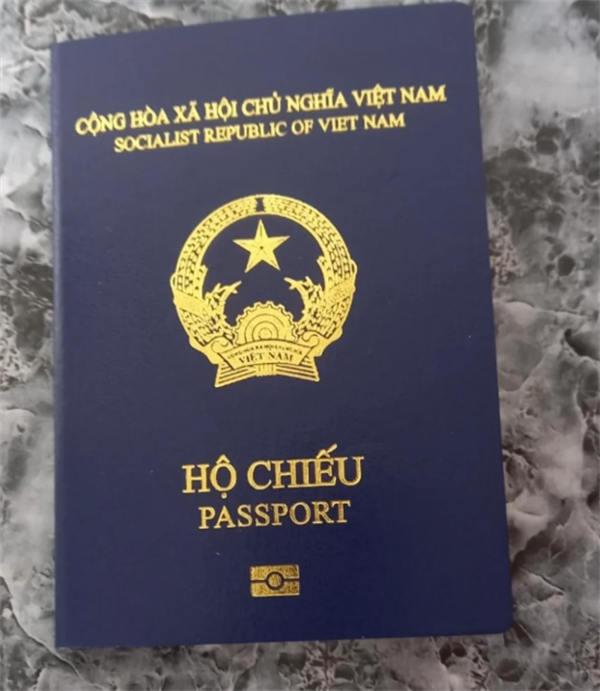 CỘNG HÒA XÃ HỘI CHỦ NGHĨA VIỆT NAM
SOCIALIST REPUBLIC OF VIET NAM
VIỆT NAM
HỘ CHIẾU
PASSPORT